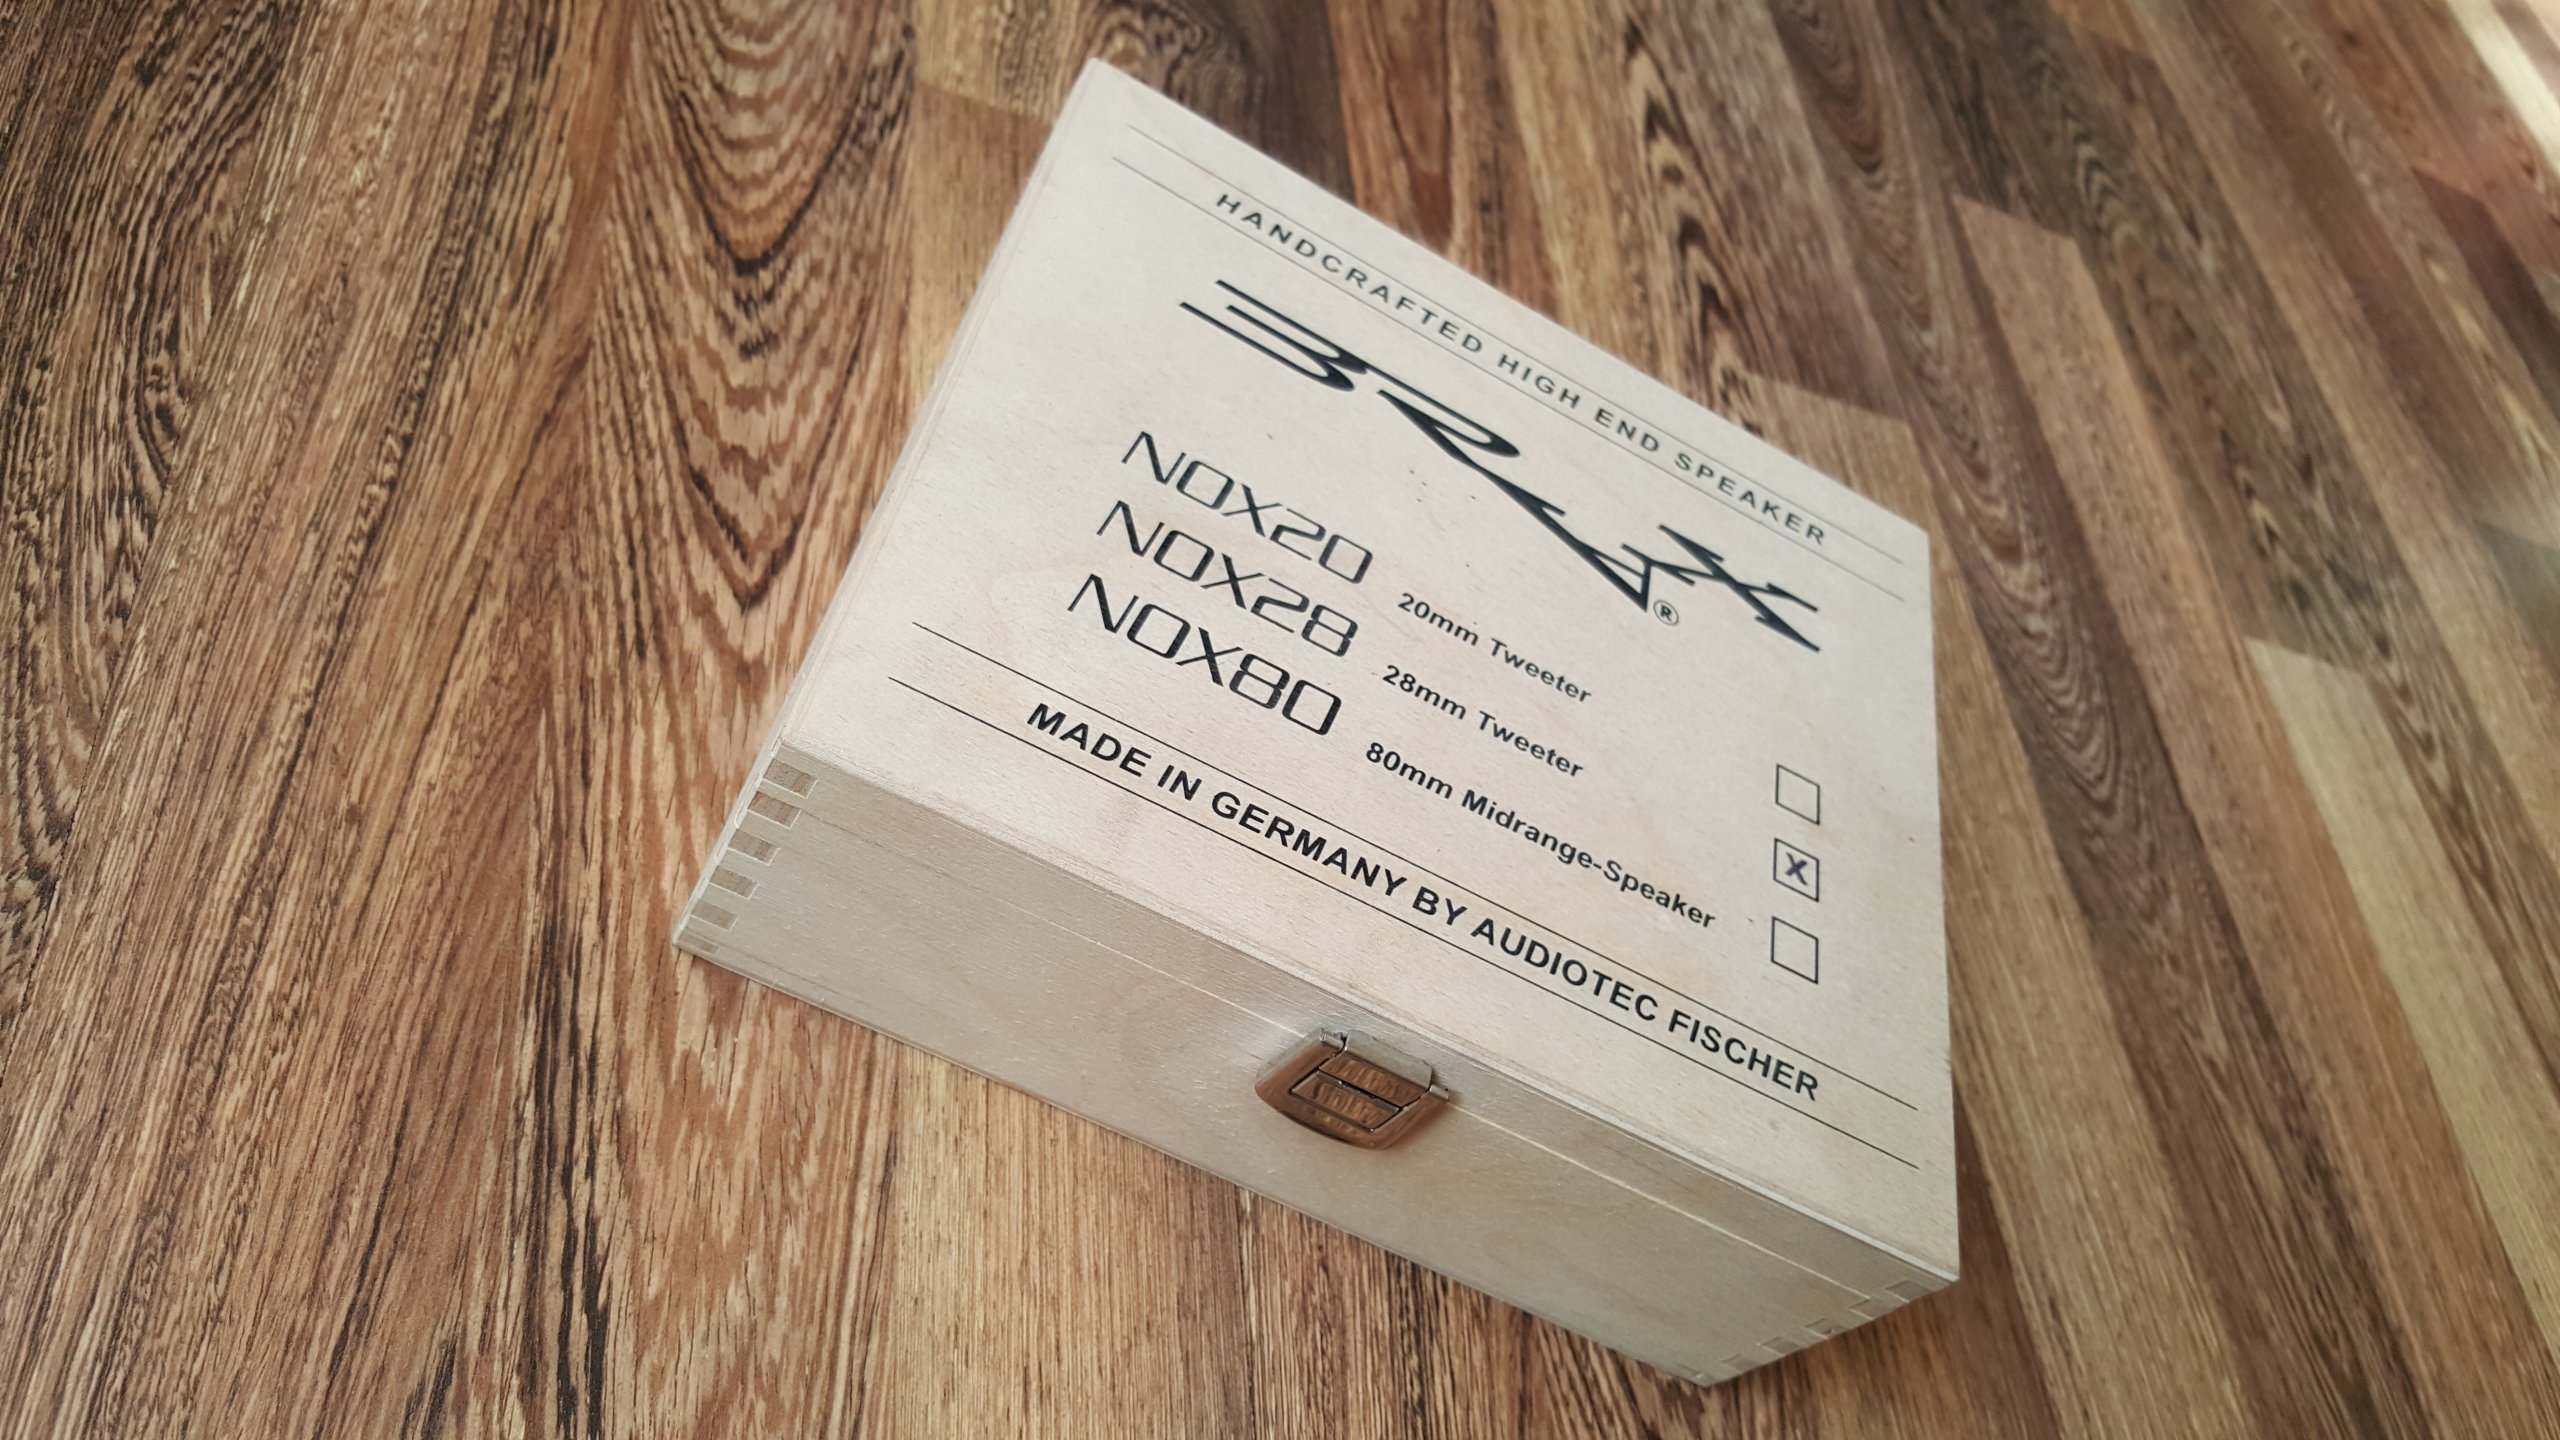 HANDCRAFTED HIGH END SPEAKER
BRAX®
NOX20 20mm Tweeter
NOX28 28mm Tweeter X
NOX80 80mm Midrange-Speaker
MADE IN GERMANY BY AUDIOTEC FISCHER